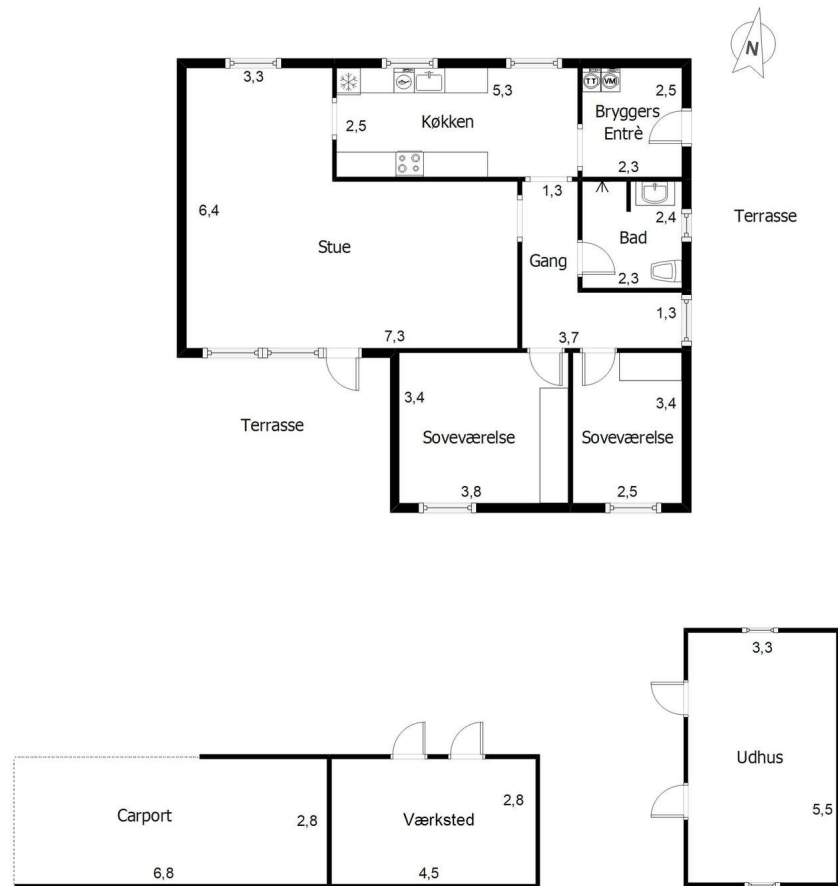 N
3,3
5,3
TT VM
2,5
Bryggers
Entrè
2,5
Køkken
2,3
1,3
6,4
2,4
Terrasse
Stue
Gang
Bad
2,3
1,3
7,3
3,7
3,4
3,4
Terrasse
Soveværelse
Soveværelse
3,8
2,5
3,3
Udhus
2,8
Carport
2,8
Værksted
5,5
6,8
4,5